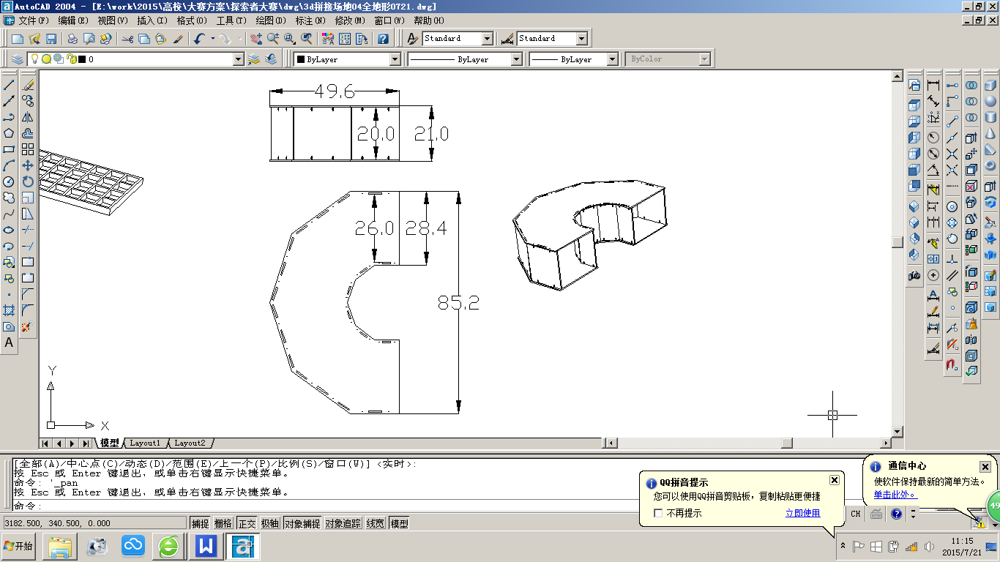 AutoCAD 2004 - [E:\work\2015\高校\大赛方案\探索者大赛\dwg\3d拼接场地04全地形0721.dwg]
文件(F) 编辑(E) 视图(V) 插入(I) 格式(O) 工具(T) 绘图(D) 标注(N) 修改(M) 窗口(W) 帮助(H)
Standard Standard
0 ByLayer ByLayer ByLayer ByColor
49.6
20.0 21.0
26.0 28.4
85.2
Y
X
A
模型 Layout1 Layout2
[全部(A)/中心点(C)/动态(D)/范围(E)/上一个(P)/比例(S)/窗口(W)] <实时>:
按 Esc 或 Enter 键退出，或单击右键显示快捷菜单。
命令: '_pan
按 Esc 或 Enter 键退出，或单击右键显示快捷菜单。
命令:
通信中心
使软件保持最新的简单方法。
单击此处。
QQ拼音提示
您可以使用QQ拼音剪贴板，复制粘贴更便捷
不再提示 立即使用
49
CH
3182.500, 340.500, 0.000 捕捉 栅格 正交 极轴 对象捕捉 对象追踪 线宽 模型
开始
11:15
2015/7/21